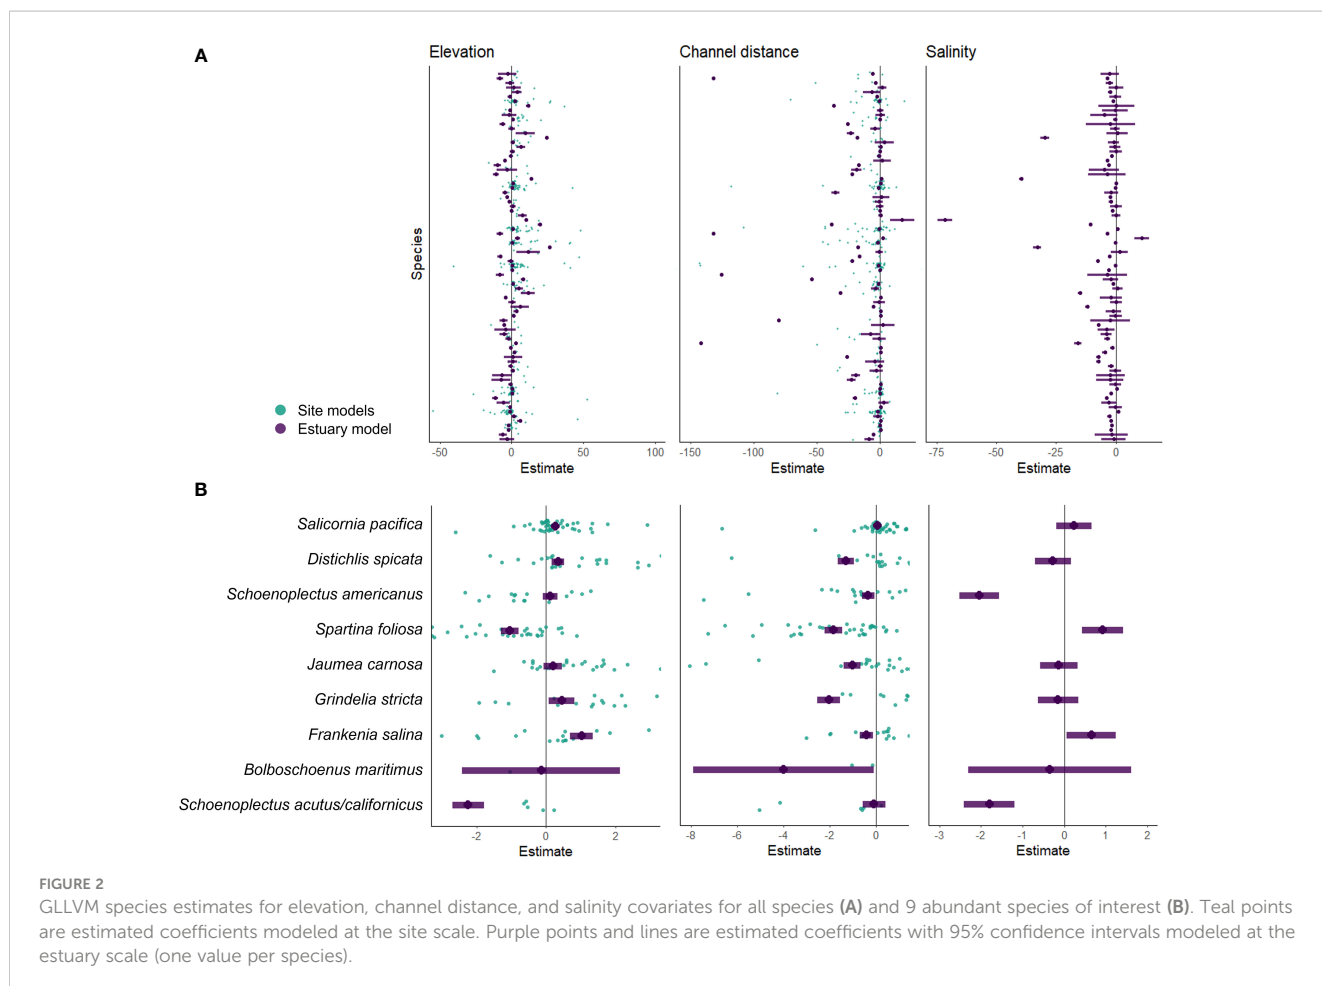 A
Elevation
Channel distance
Salinity
Species
Site models
Estuary model
-50 0 50 100
-150 -100 -50 0
-75 -50 -25 0
Estimate
Estimate
Estimate
B
Salicornia pacifica
Distichlis spicata
Schoenoplectus americanus
Spartina foliosa
Jaumea carnosa
Grindelia stricta
Frankenia salina
Bolboschoenus maritimus
Schoenoplectus acutus/californicus
-2 0 2
-8 -6 -4 -2 0
-3 -2 -1 0 1 2
Estimate
Estimate
Estimate
FIGURE 2
GLLVM species estimates for elevation, channel distance, and salinity covariates for all species (A) and 9 abundant species of interest (B). Teal points
are estimated coefficients modeled at the site scale. Purple points and lines are estimated coefficients with 95% confidence intervals modeled at the
estuary scale (one value per species).